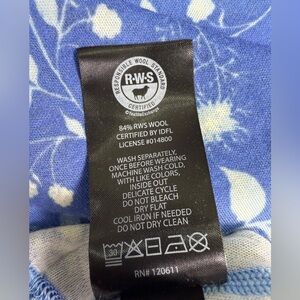 RESPONSIBLE WOOL STANDARD
R·W·S
CERTIFIED
©TextileExchange
84% RWS WOOL
CERTIFIED BY IDFL
LICENSE #014800
WASH SEPARATELY,
ONCE BEFORE WEARING
MACHINE WASH COLD,
WITH LIKE COLORS,
INSIDE OUT
DELICATE CYCLE
DO NOT BLEACH
DRY FLAT
COOL IRON IF NEEDED
DO NOT DRY CLEAN
30
RN# 120611